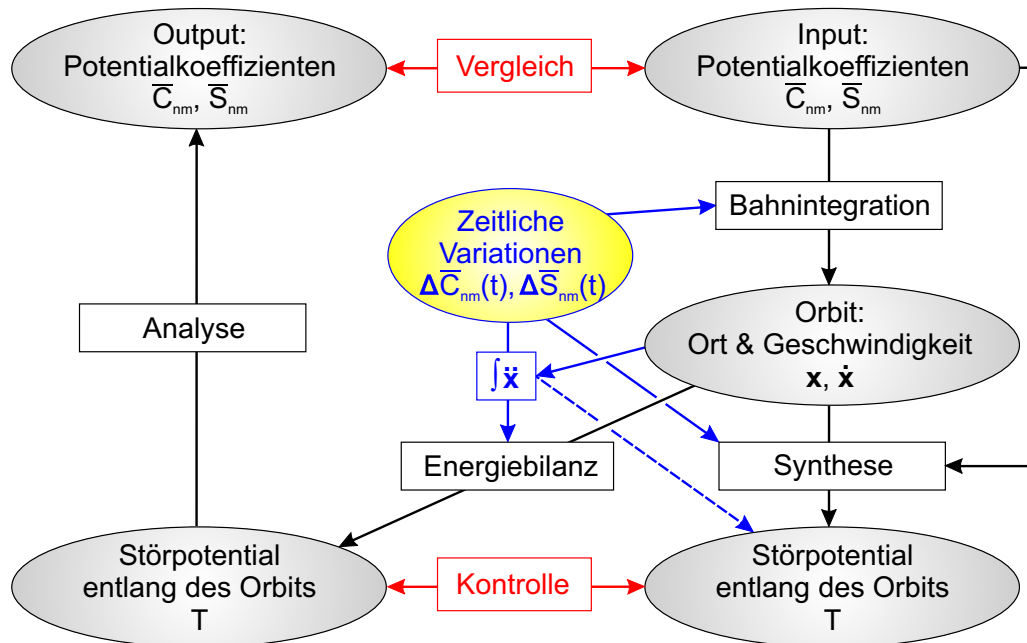 Output:
Potentialkoeffizienten
C̅nm, S̅nm
Vergleich
Input:
Potentialkoeffizienten
C̅nm, S̅nm
Zeitliche
Variationen
ΔC̅nm(t), ΔS̅nm(t)
Bahnintegration
Analyse
Orbit:
Ort & Geschwindigkeit
x, ẋ
∫ẍ
Energiebilanz
Synthese
Störpotential
entlang des Orbits
T
Kontrolle
Störpotential
entlang des Orbits
T